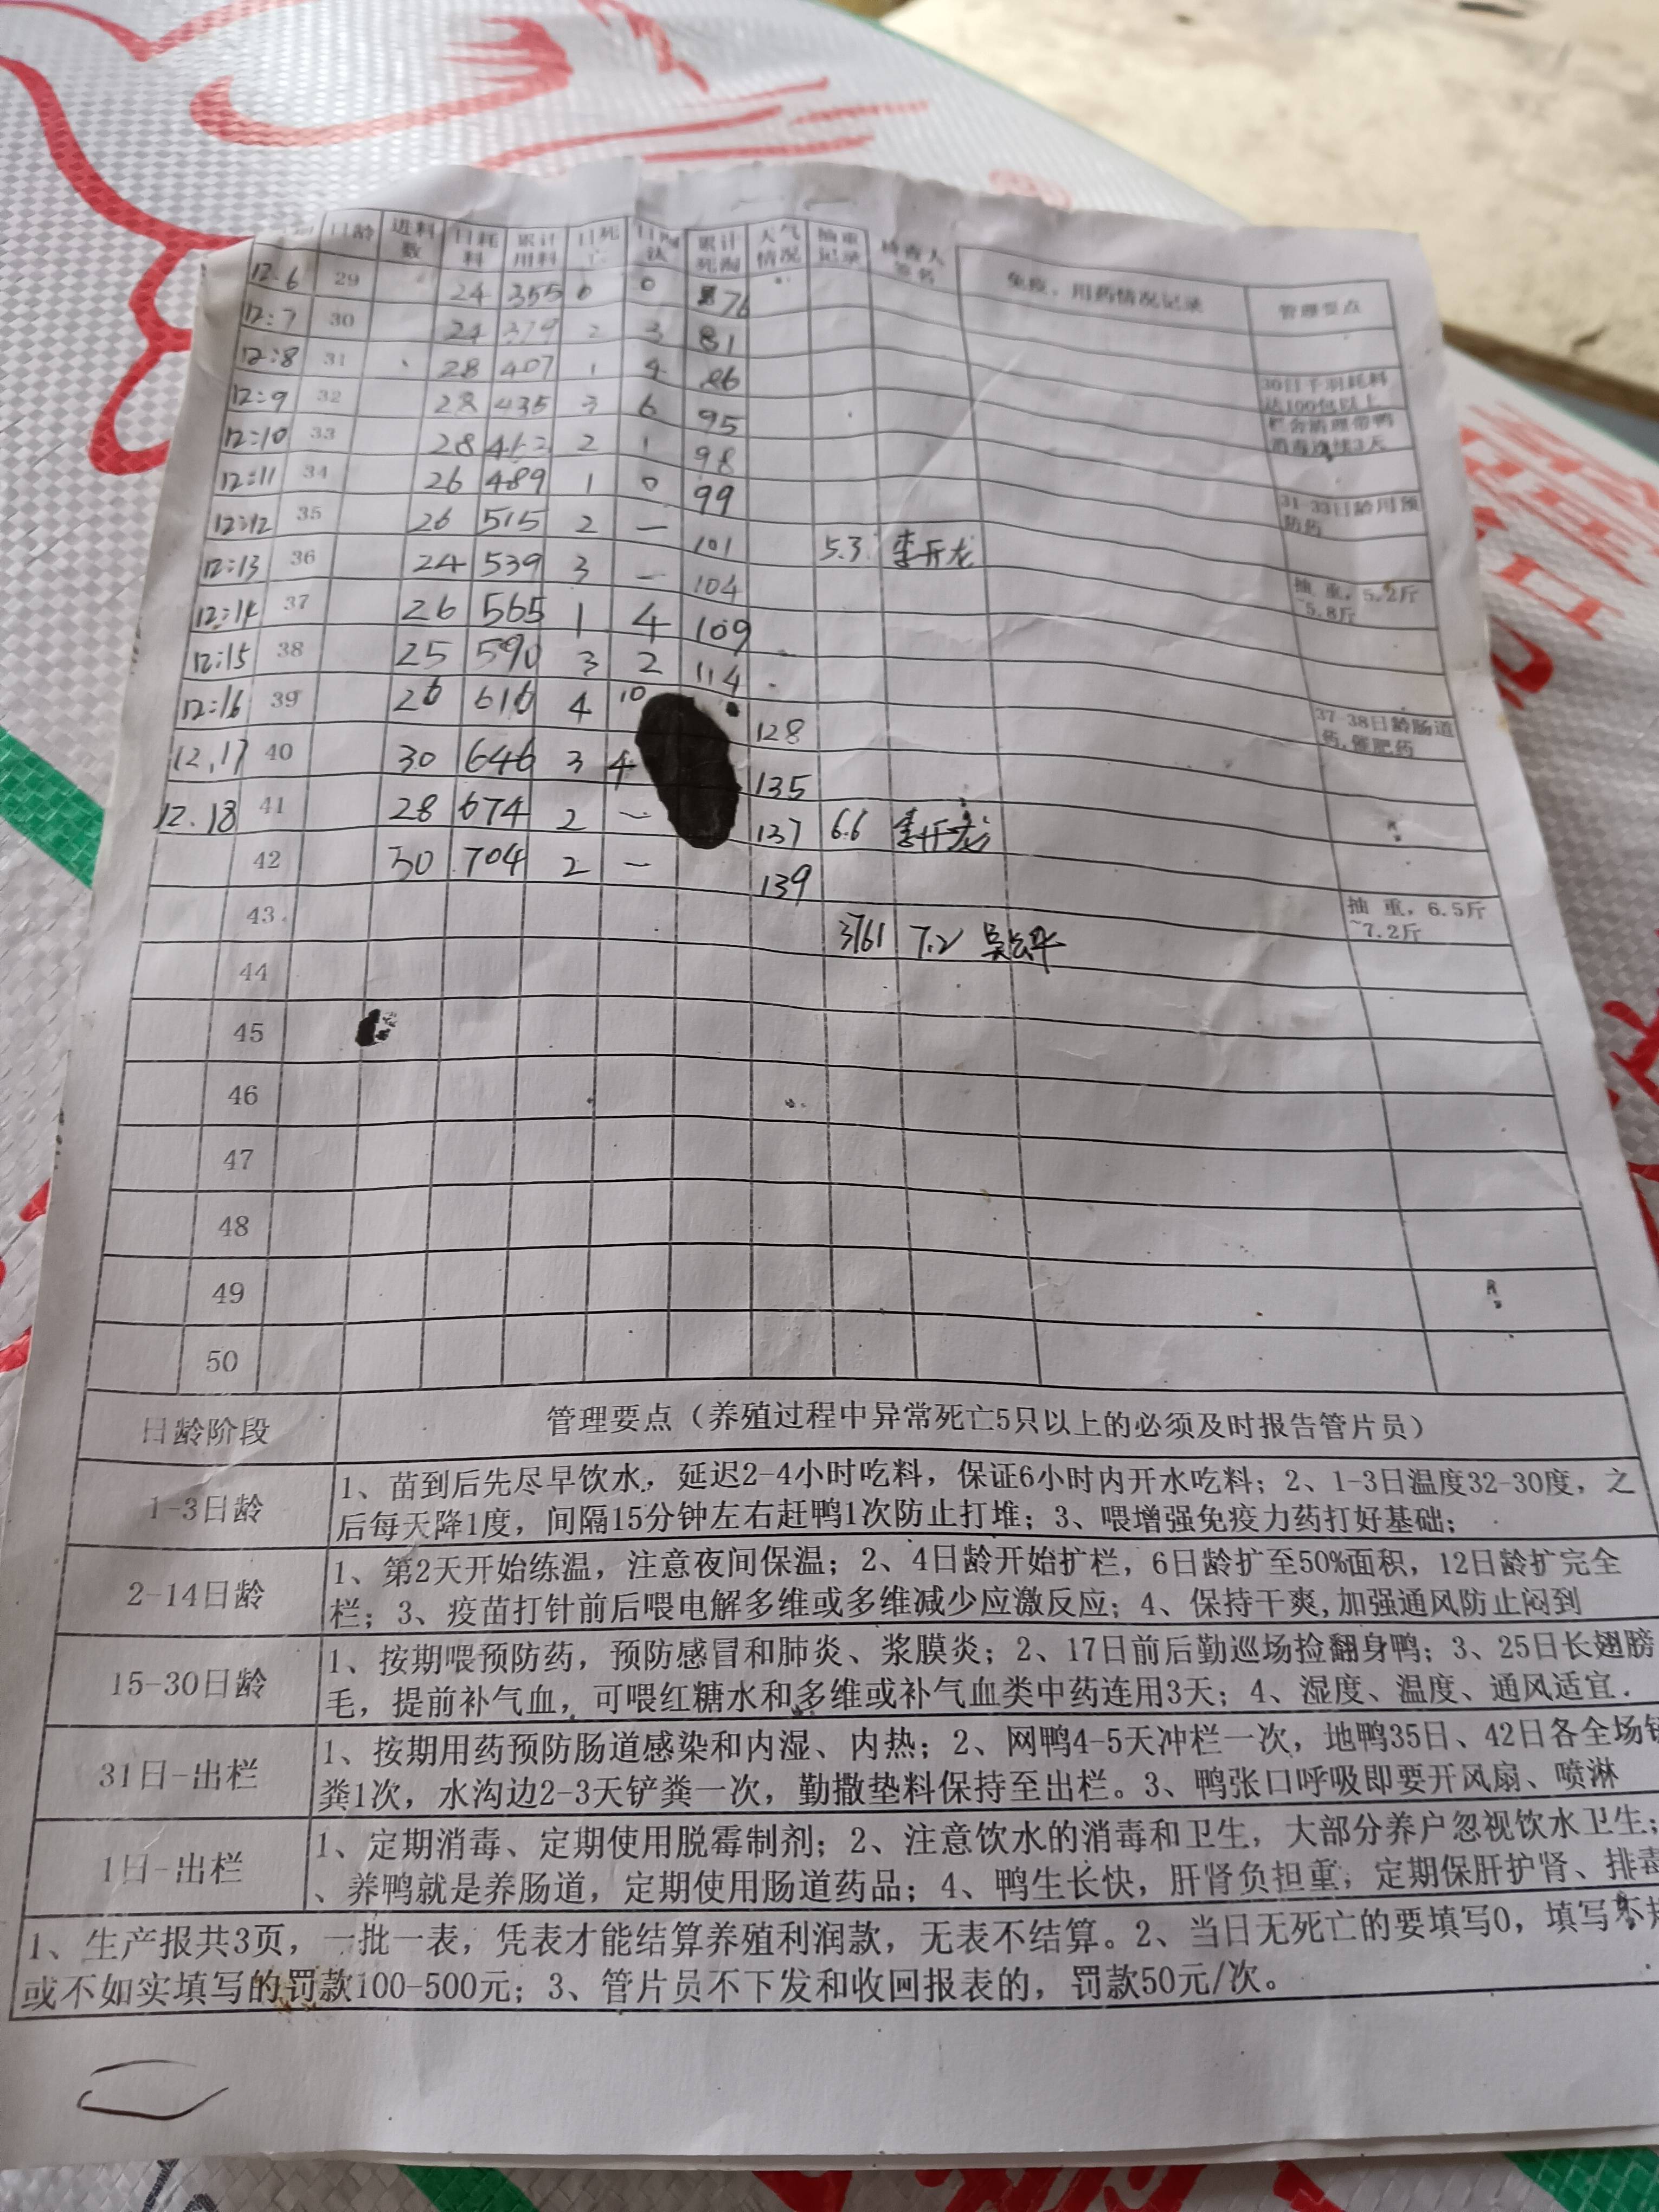 日龄 进料数 日耗料 累计用料 日死亡 日淘汰 累计死淘 天气情况 抽重记录 检查人签名 免疫、用药情况记录 管理要点
12.6 29 24 355 0 0 76
12:7 30 24 379 2 3 81
12:8 31 28 407 1 4 86
12:9 32 28 435 3 6 95
12:10 33 28 2 1 98
12:11 34 26 489 1 0 99
12:12 35 26 515 2 — 101 5.3 李开龙
12:13 36 24 539 3 — 104
12:14 37 26 565 1 4 109
12:15 38 25 590 3 2 114
12:16 39 26 616 4 10 128
12.17 40 30 646 3 4 135
12.18 41 28 674 2 — 137 6.6 李开龙
42 30 704 2 — 139
43 3761 7.2
44
45
46
47
48
49
50
30日千羽耗料
达100包以上
栏舍清理带鸭
消毒连续3天
31-33日龄用预
防药
抽 重，5.2斤
~5.8斤
37-38日龄肠道
药,催肥药
抽 重，6.5斤
~7.2斤
日龄阶段 管理要点（养殖过程中异常死亡5只以上的必须及时报告管片员）
1-3日龄
1、苗到后先尽早饮水，延迟2-4小时吃料，保证6小时内开水吃料；2、1-3日温度32-30度，之
后每天降1度，间隔15分钟左右赶鸭1次防止打堆；3、喂增强免疫力药打好基础；
2-14日龄
1、第2天开始练温，注意夜间保温；2、4日龄开始扩栏，6日龄扩至50%面积，12日龄扩完全
栏；3、疫苗打针前后喂电解多维或多维减少应激反应；4、保持干爽,加强通风防止闷到
15-30日龄
1、按期喂预防药，预防感冒和肺炎、浆膜炎；2、17日前后勤巡场捡翻身鸭；3、25日长翅膀
毛，提前补气血，可喂红糖水和多维或补气血类中药连用3天；4、湿度、温度、通风适宜.
31日-出栏
1、按期用药预防肠道感染和内湿、内热；2、网鸭4-5天冲栏一次，地鸭35日、42日各全场铲
粪1次，水沟边2-3天铲粪一次，勤撒垫料保持至出栏。3、鸭张口呼吸即要开风扇、喷淋
1日-出栏
1、定期消毒、定期使用脱霉制剂；2、注意饮水的消毒和卫生，大部分养户忽视饮水卫生；
、养鸭就是养肠道，定期使用肠道药品；4、鸭生长快，肝肾负担重，定期保肝护肾、排毒
1、生产报共3页，一批一表，凭表才能结算养殖利润款，无表不结算。2、当日无死亡的要填写0，填写不规
或不如实填写的罚款100-500元；3、管片员不下发和收回报表的，罚款50元/次。